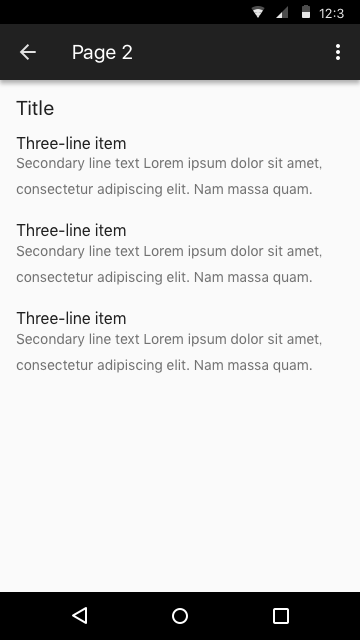 12:3
Page 2
Title
Three-line item
Secondary line text Lorem ipsum dolor sit amet,
consectetur adipiscing elit. Nam massa quam.
Three-line item
Secondary line text Lorem ipsum dolor sit amet,
consectetur adipiscing elit. Nam massa quam.
Three-line item
Secondary line text Lorem ipsum dolor sit amet,
consectetur adipiscing elit. Nam massa quam.